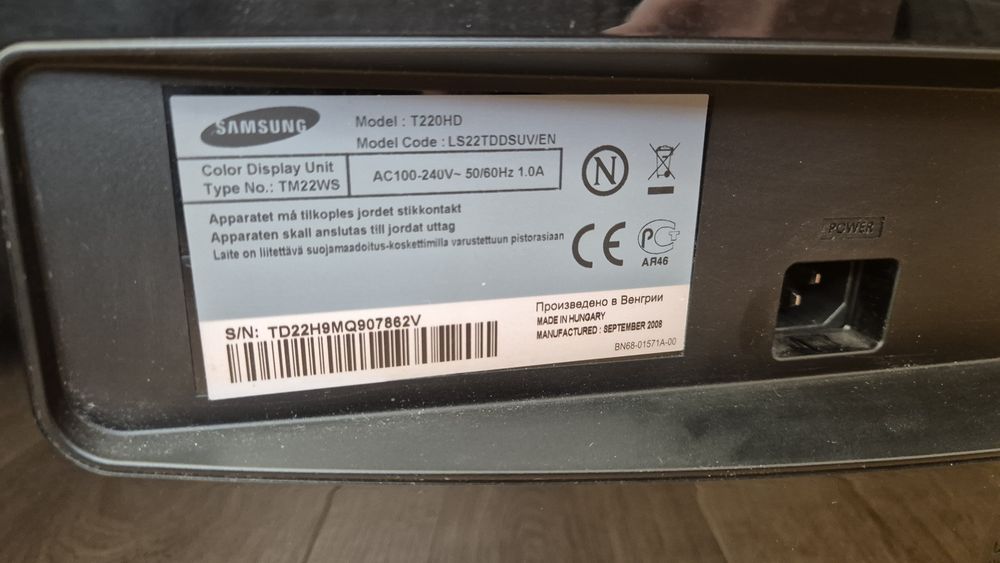 SAMSUNG
Model : T220HD
Model Code : LS22TDDSUV/EN
Color Display Unit
Type No.: TM22WS
AC100-240V~ 50/60Hz 1.0A
N
Apparatet må tilkoples jordet stikkontakt
Apparaten skall anslutas till jordat uttag
Laite on liitettävä suojamaadoitus-koskettimilla varustettuun pistorasiaan
CE
АЯ46
S/N: TD22H9MQ907862V
Произведено в Венгрии
MADE IN HUNGARY
MANUFACTURED : SEPTEMBER 2008
BN68-01571A-00
POWER